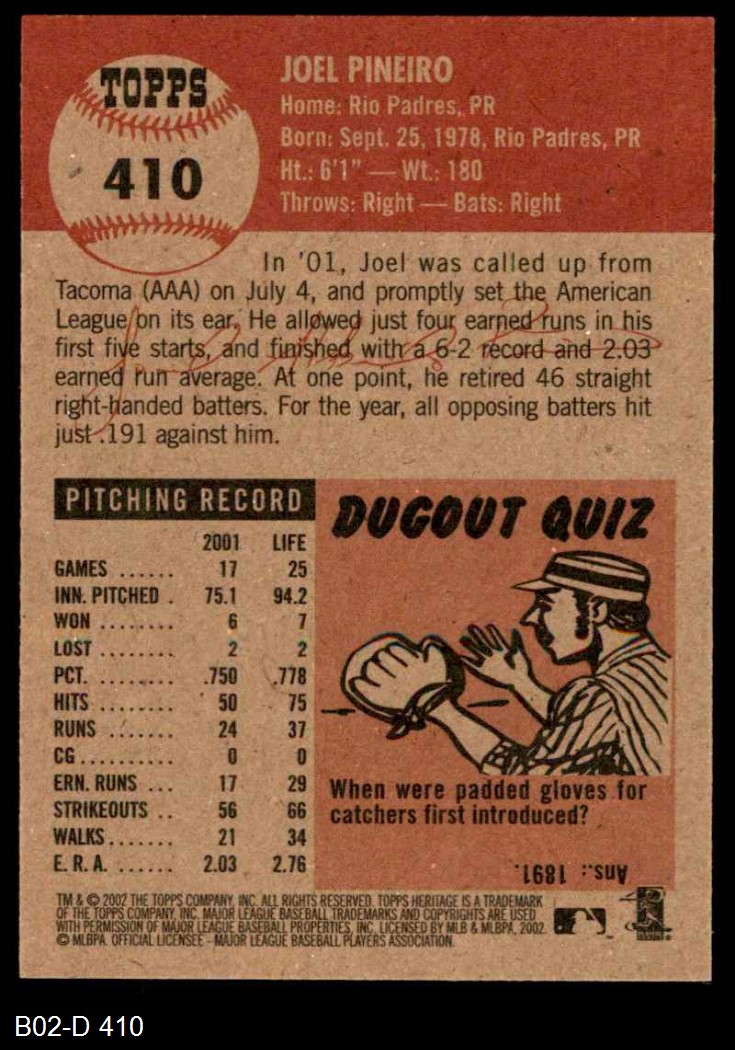 TOPPS
410
JOEL PINEIRO
Home: Rio Padres, PR
Born: Sept. 25, 1978, Rio Padres, PR
Ht.: 6'1" — Wt.: 180
Throws: Right — Bats: Right
In '01, Joel was called up from
Tacoma (AAA) on July 4, and promptly set the American
League on its ear. He allowed just four earned runs in his
first five starts, and finished with a 6-2 record and 2.03
earned run average. At one point, he retired 46 straight
right-handed batters. For the year, all opposing batters hit
just .191 against him.
PITCHING RECORD
2001 LIFE
GAMES ...... 17 25
INN. PITCHED . 75.1 94.2
WON ........ 6 7
LOST ........ 2 2
PCT. ........ .750 .778
HITS ........ 50 75
RUNS ....... 24 37
CG .......... 0 0
ERN. RUNS ... 17 29
STRIKEOUTS .. 56 66
WALKS ....... 21 34
E. R. A. ...... 2.03 2.76
DUGOUT QUIZ
When were padded gloves for
catchers first introduced?
Ans.: 1891.
TM & © 2002 THE TOPPS COMPANY, INC. ALL RIGHTS RESERVED. TOPPS HERITAGE IS A TRADEMARK
OF THE TOPPS COMPANY, INC. MAJOR LEAGUE BASEBALL TRADEMARKS AND COPYRIGHTS ARE USED
WITH PERMISSION OF MAJOR LEAGUE BASEBALL PROPERTIES, INC. LICENSED BY MLB & MLBPA, 2002.
© MLBPA. OFFICIAL LICENSEE - MAJOR LEAGUE BASEBALL PLAYERS ASSOCIATION.
B02-D 410